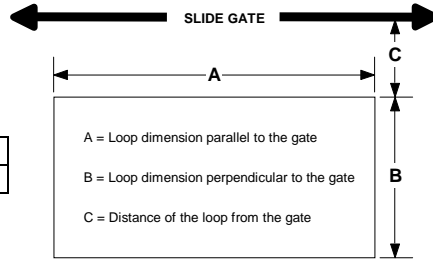 SLIDE GATE
C
A
A = Loop dimension parallel to the gate
B = Loop dimension perpendicular to the gate
B
C = Distance of the loop from the gate